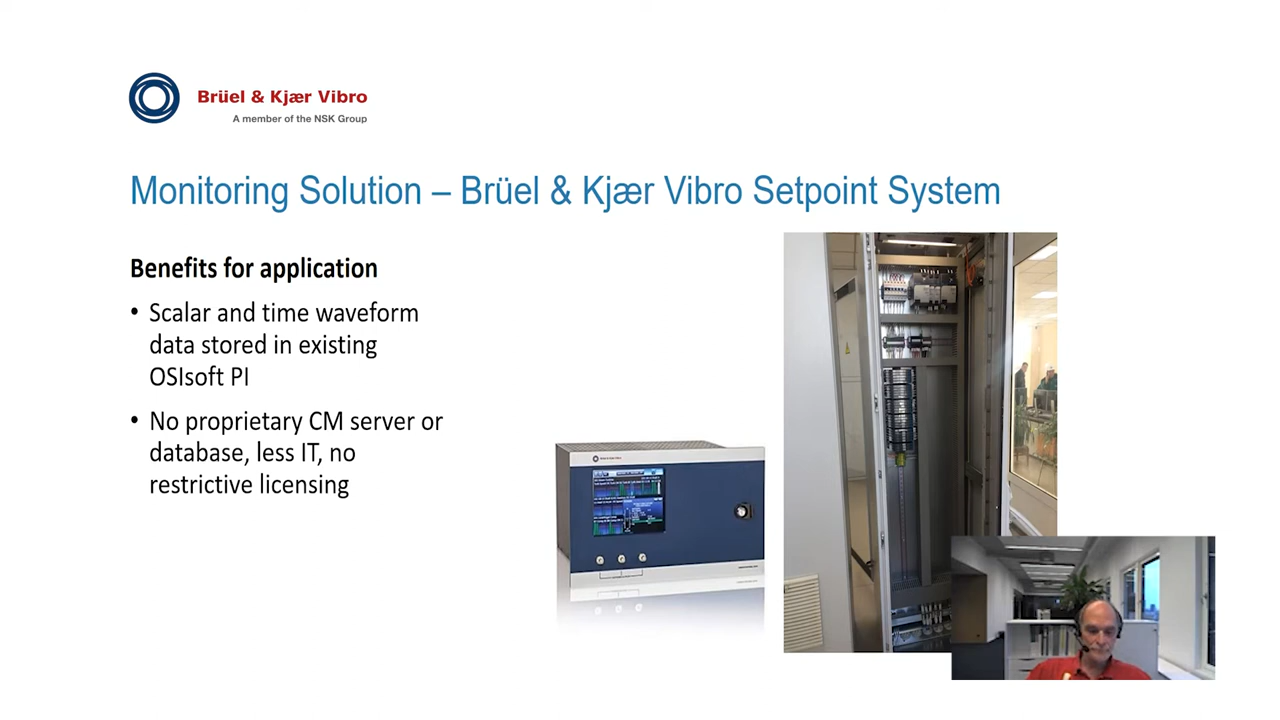 Brüel & Kjær Vibro
A member of the NSK Group
Monitoring Solution – Brüel & Kjær Vibro Setpoint System
Benefits for application
• Scalar and time waveform
data stored in existing
OSIsoft PI
• No proprietary CM server or
database, less IT, no
restrictive licensing